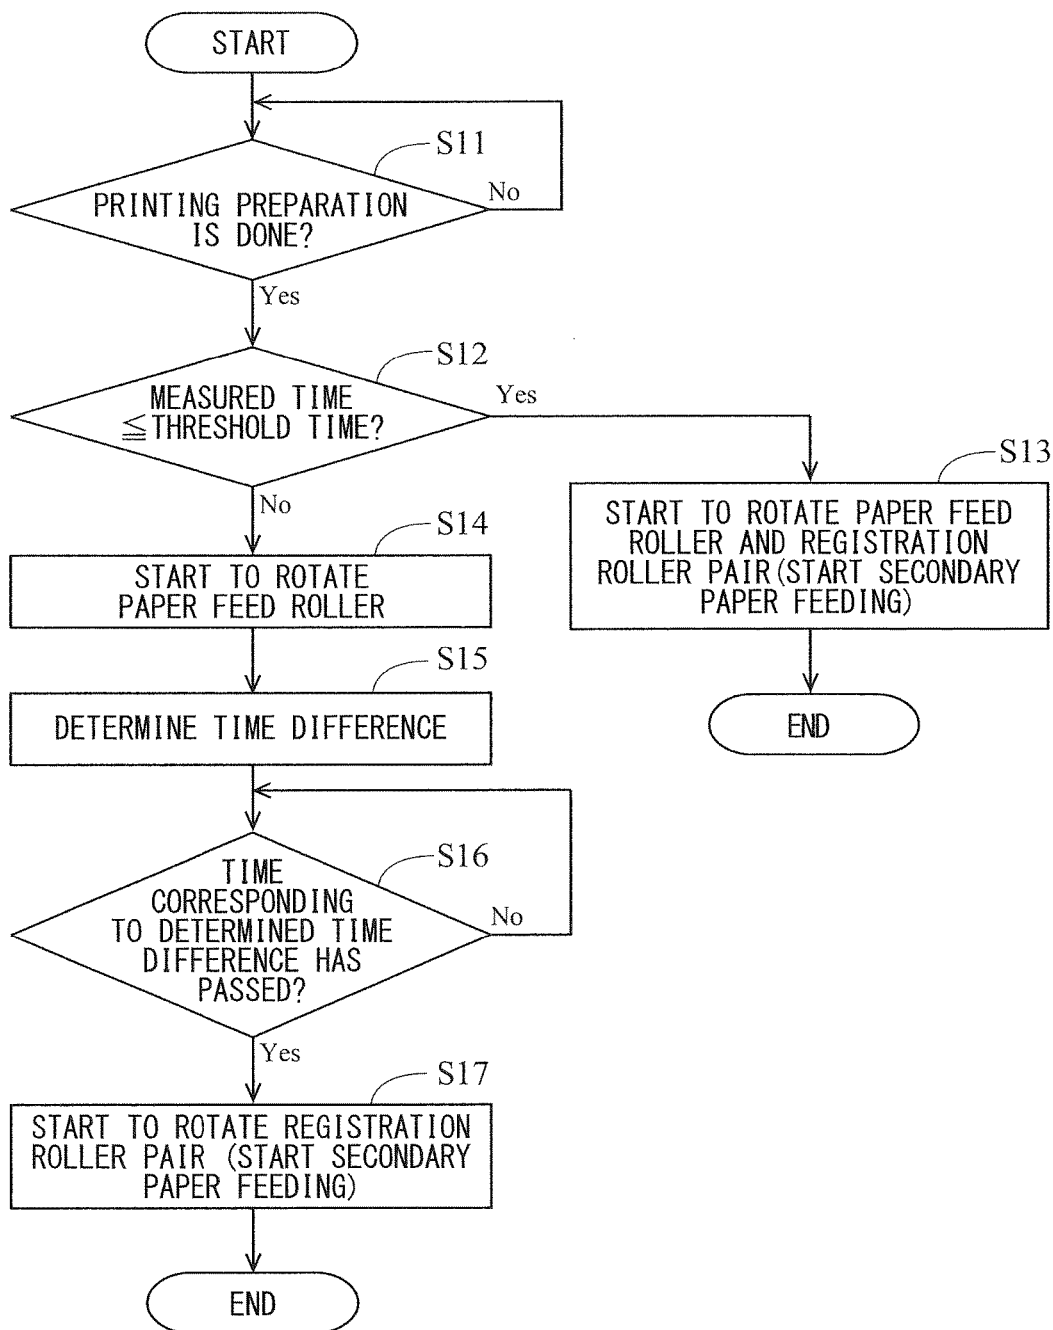 START
S11
PRINTING PREPARATION
IS DONE?
No
Yes
S12
MEASURED TIME
≦THRESHOLD TIME?
Yes
No
S13
START TO ROTATE PAPER FEED
ROLLER AND REGISTRATION
ROLLER PAIR(START SECONDARY
PAPER FEEDING)
END
S14
START TO ROTATE
PAPER FEED ROLLER
S15
DETERMINE TIME DIFFERENCE
S16
TIME
CORRESPONDING
TO DETERMINED TIME
DIFFERENCE HAS
PASSED?
No
Yes
S17
START TO ROTATE REGISTRATION
ROLLER PAIR (START SECONDARY
PAPER FEEDING)
END